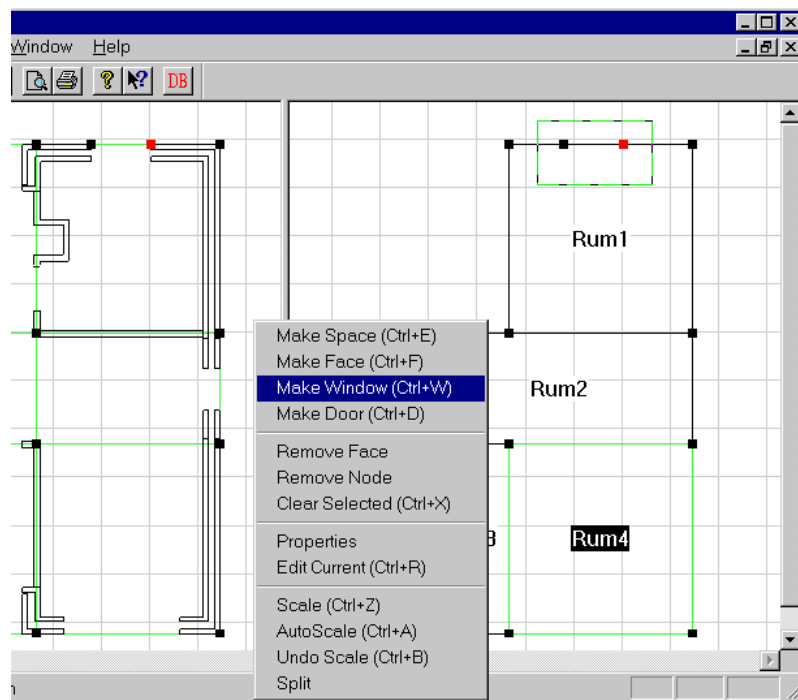 Window Help
DB
Rum1
Make Space (Ctrl+E)
Make Face (Ctrl+F)
Make Window (Ctrl+W)
Rum2
Make Door (Ctrl+D)
Remove Face
Remove Node
Clear Selected (Ctrl+X)
Properties
Rum4
Edit Current (Ctrl+R)
Scale (Ctrl+Z)
AutoScale (Ctrl+A)
Undo Scale (Ctrl+B)
Split